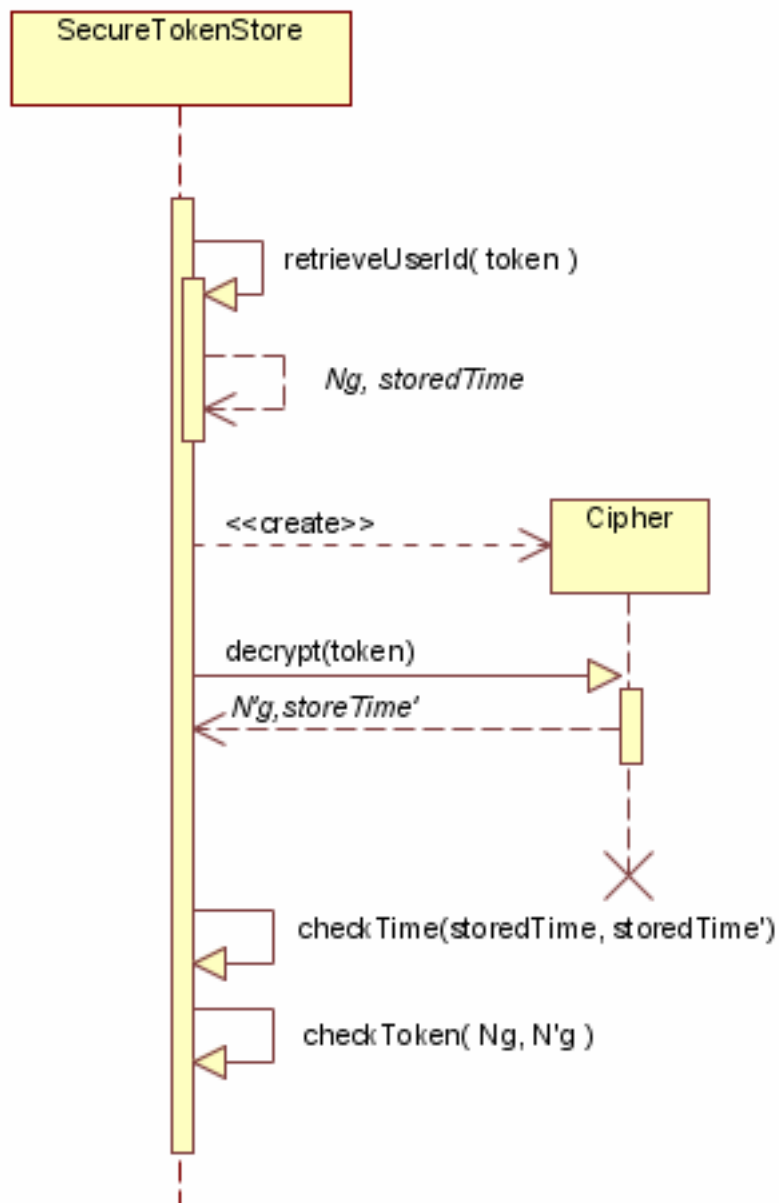 SecureTokenStore
retrieveUserId( token )
Ng, storedTime
<<create>>
Cipher
decrypt(token)
N'g,storeTime'
checkTime(storedTime, storedTime')
checkToken( Ng, N'g )